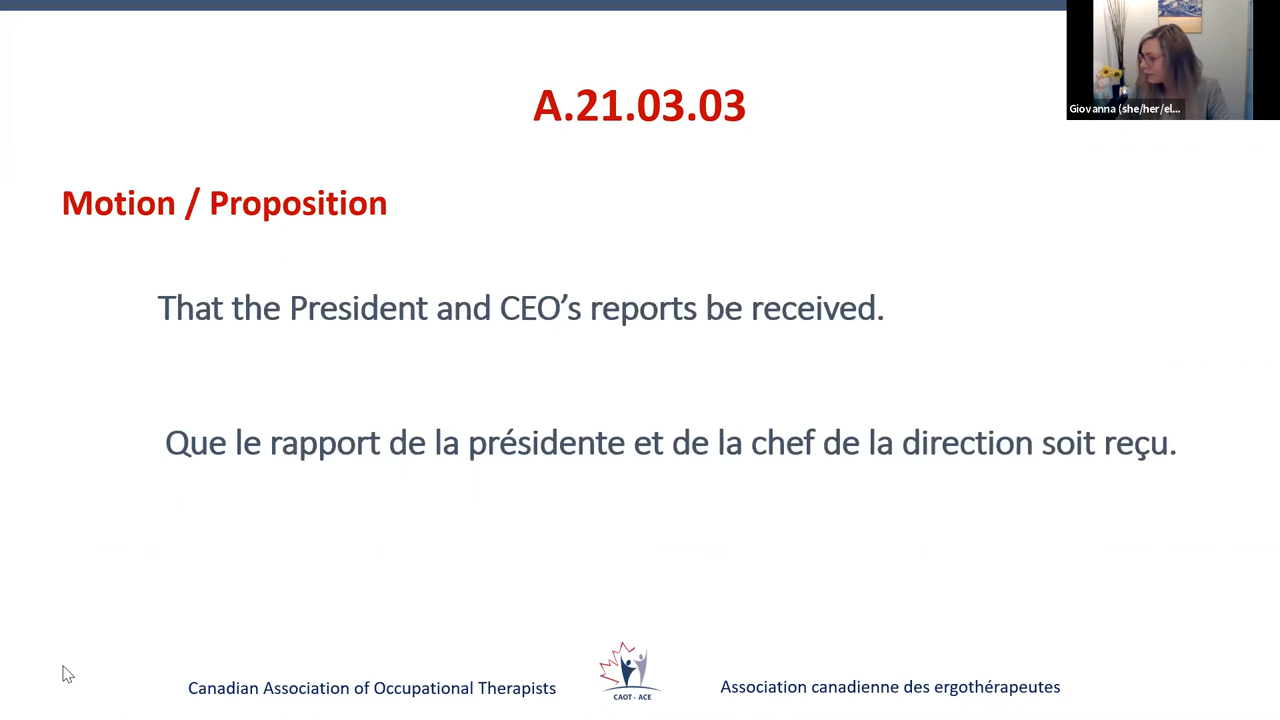 A.21.03.03
Giovanna (she/her/el...
Motion / Proposition
That the President and CEO’s reports be received.
Que le rapport de la présidente et de la chef de la direction soit reçu.
Canadian Association of Occupational Therapists
CAOT - ACE
Association canadienne des ergothérapeutes